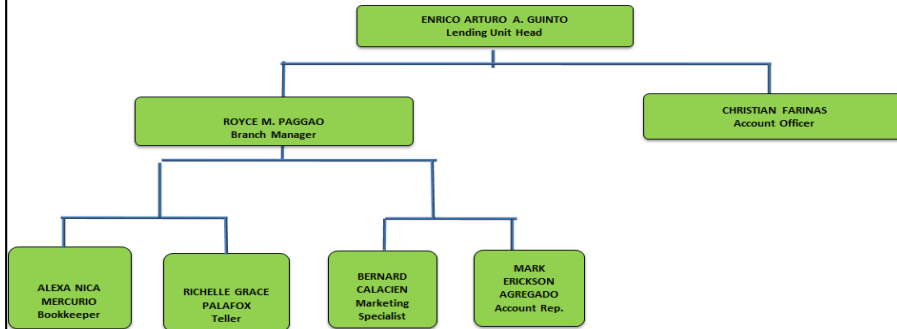 ENRICO ARTURO A. GUINTO
Lending Unit Head
ROYCE M. PAGGAO
Branch Manager
CHRISTIAN FARINAS
Account Officer
ALEXA NICA
MERCURIO
Bookkeeper
RICHELLE GRACE
PALAFOX
Teller
BERNARD
CALACIEN
Marketing
Specialist
MARK
ERICKSON
AGREGADO
Account Rep.